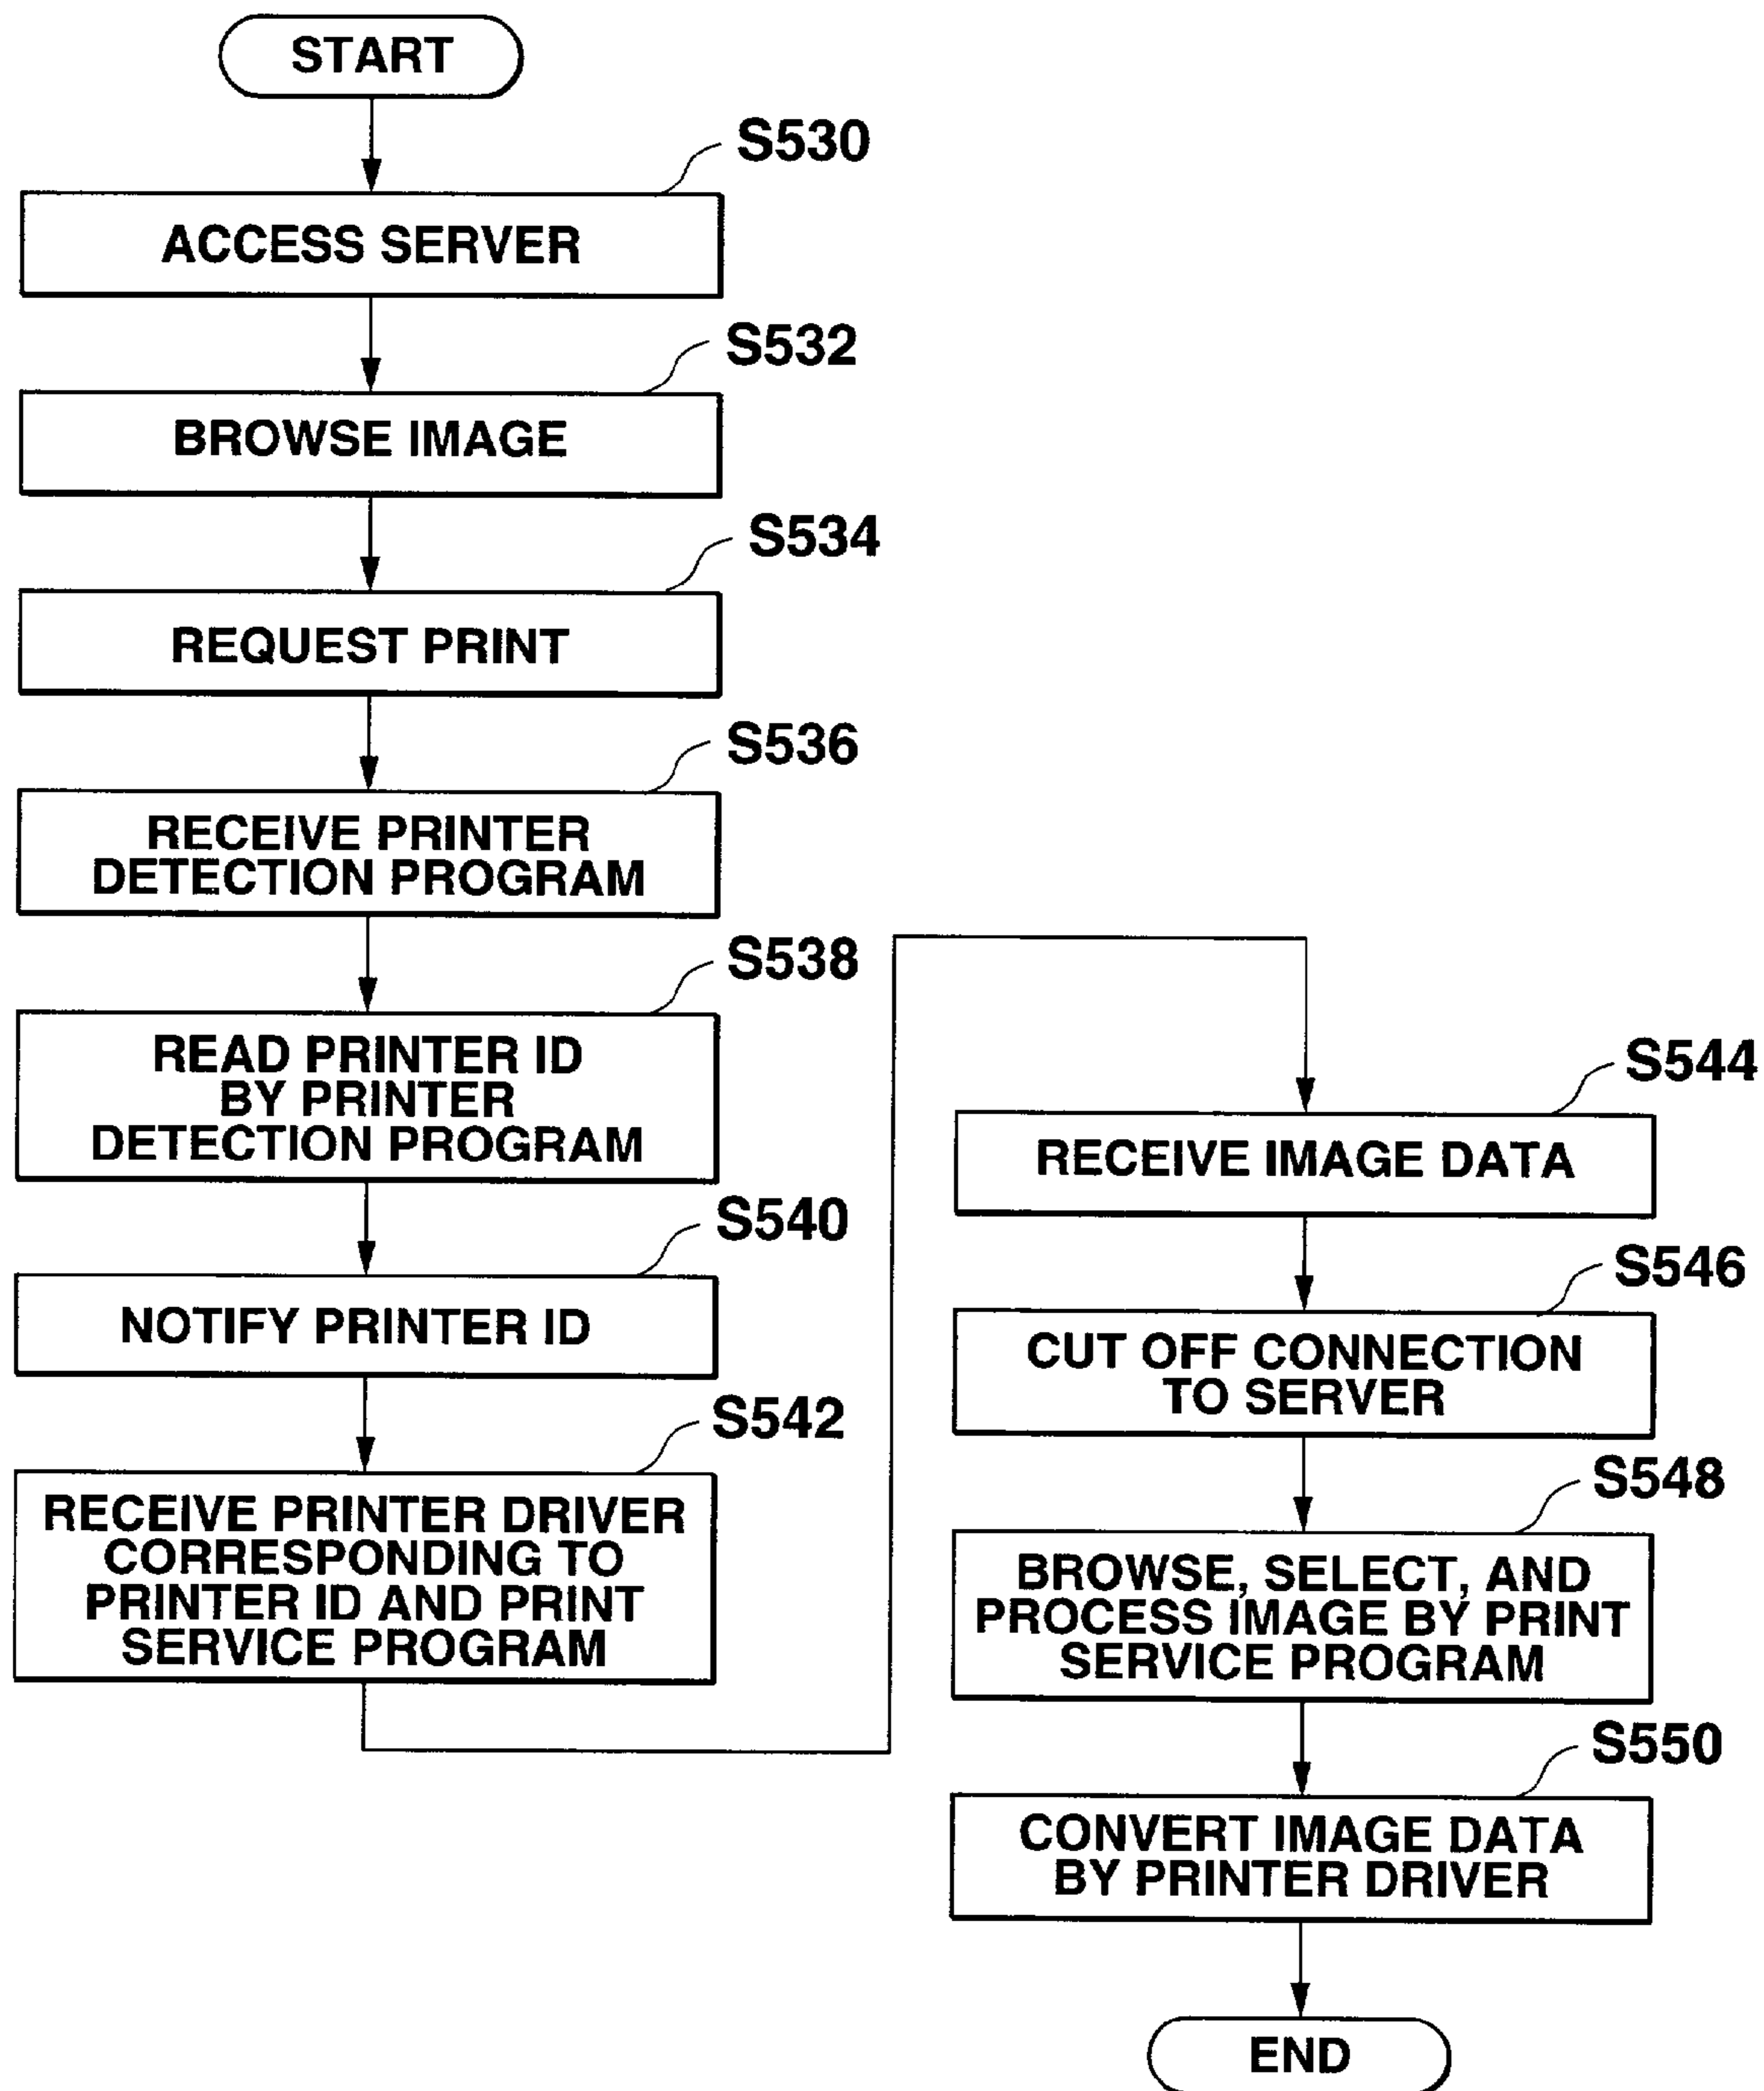 START
S530
ACCESS SERVER
S532
BROWSE IMAGE
S534
REQUEST PRINT
S536
RECEIVE PRINTER
DETECTION PROGRAM
S538
READ PRINTER ID
BY PRINTER
DETECTION PROGRAM
S540
NOTIFY PRINTER ID
S542
RECEIVE PRINTER DRIVER
CORRESPONDING TO
PRINTER ID AND PRINT
SERVICE PROGRAM
S544
RECEIVE IMAGE DATA
S546
CUT OFF CONNECTION
TO SERVER
S548
BROWSE, SELECT, AND
PROCESS IMAGE BY PRINT
SERVICE PROGRAM
S550
CONVERT IMAGE DATA
BY PRINTER DRIVER
END